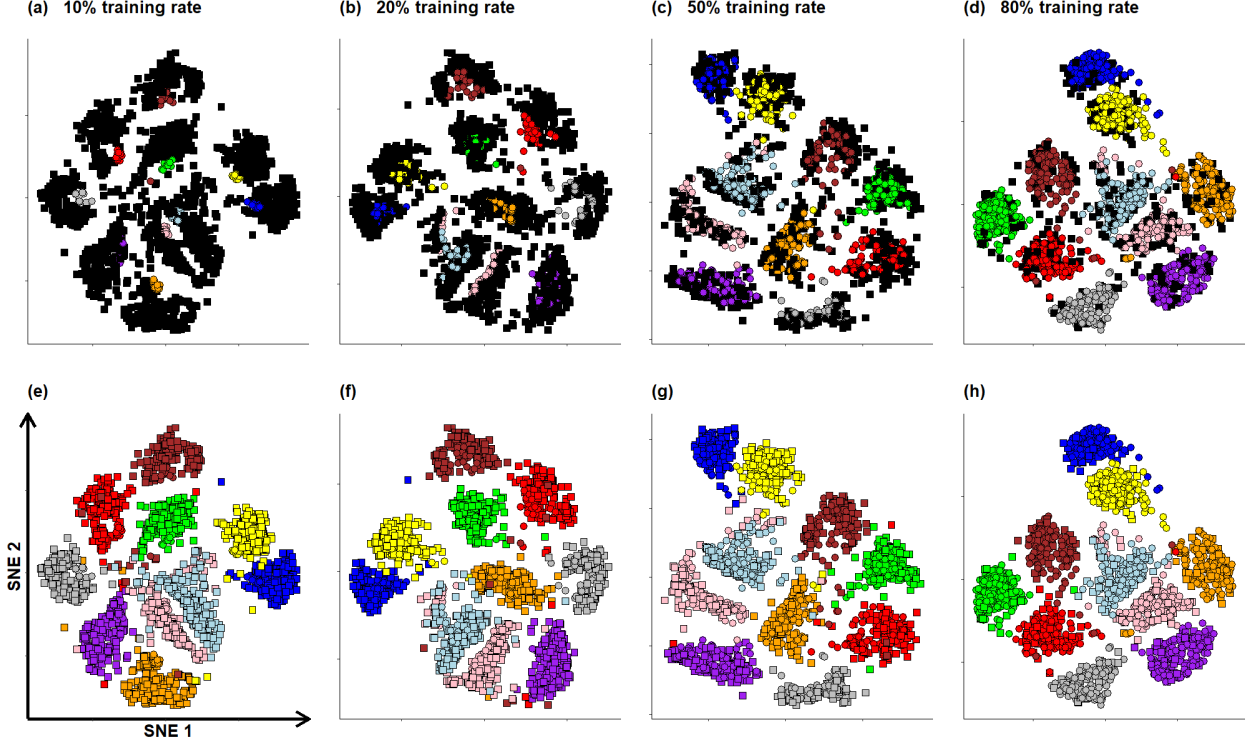 (a) 10% training rate
(b) 20% training rate
(c) 50% training rate
(d) 80% training rate
(e)
(f)
(g)
(h)
SNE 2
SNE 1